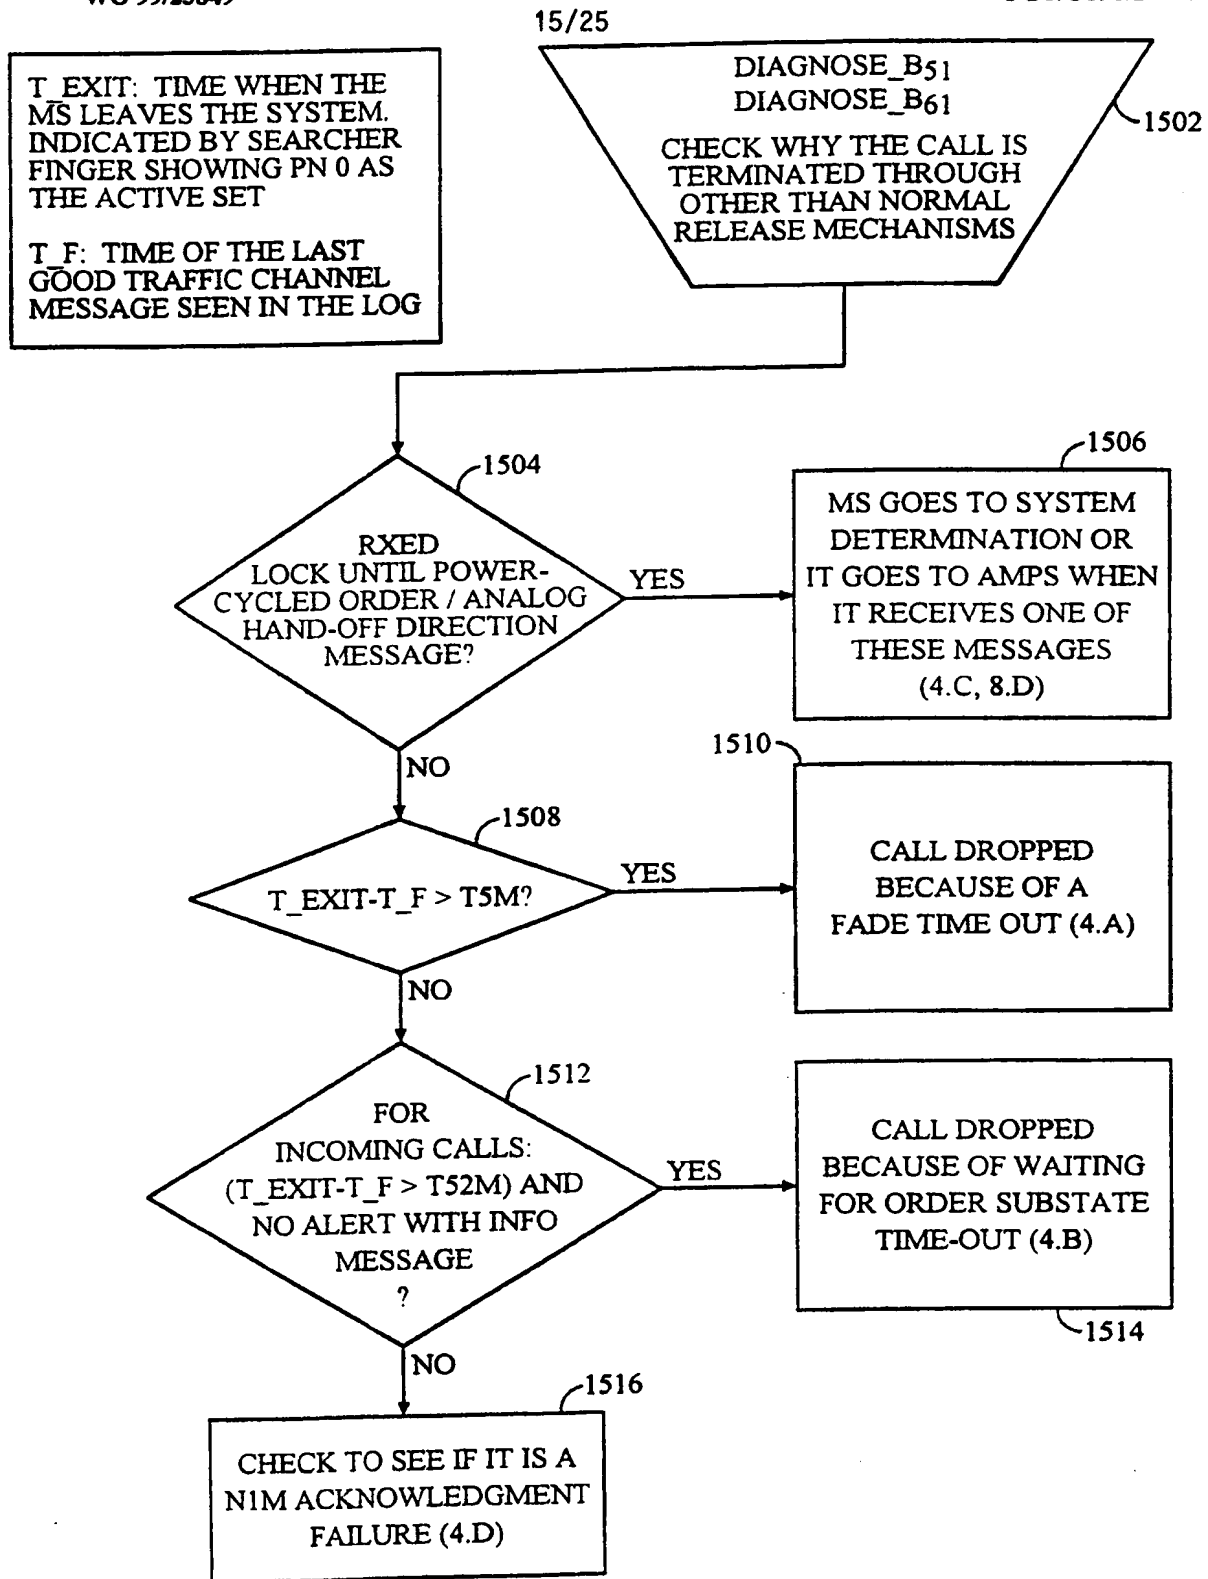 15/25
T_EXIT: TIME WHEN THE
MS LEAVES THE SYSTEM.
INDICATED BY SEARCHER
FINGER SHOWING PN 0 AS
THE ACTIVE SET
T_F: TIME OF THE LAST
GOOD TRAFFIC CHANNEL
MESSAGE SEEN IN THE LOG
DIAGNOSE_B51
DIAGNOSE_B61
CHECK WHY THE CALL IS
TERMINATED THROUGH
OTHER THAN NORMAL
RELEASE MECHANISMS
1502
1504
RXED
LOCK UNTIL POWER-
CYCLED ORDER / ANALOG
HAND-OFF DIRECTION
MESSAGE?
YES
1506
MS GOES TO SYSTEM
DETERMINATION OR
IT GOES TO AMPS WHEN
IT RECEIVES ONE OF
THESE MESSAGES
(4.C, 8.D)
NO
1508
T_EXIT-T_F > T5M?
YES
1510
CALL DROPPED
BECAUSE OF A
FADE TIME OUT (4.A)
NO
1512
FOR
INCOMING CALLS:
(T_EXIT-T_F > T52M) AND
NO ALERT WITH INFO
MESSAGE
?
YES
CALL DROPPED
BECAUSE OF WAITING
FOR ORDER SUBSTATE
TIME-OUT (4.B)
1514
NO
1516
CHECK TO SEE IF IT IS A
N1M ACKNOWLEDGMENT
FAILURE (4.D)